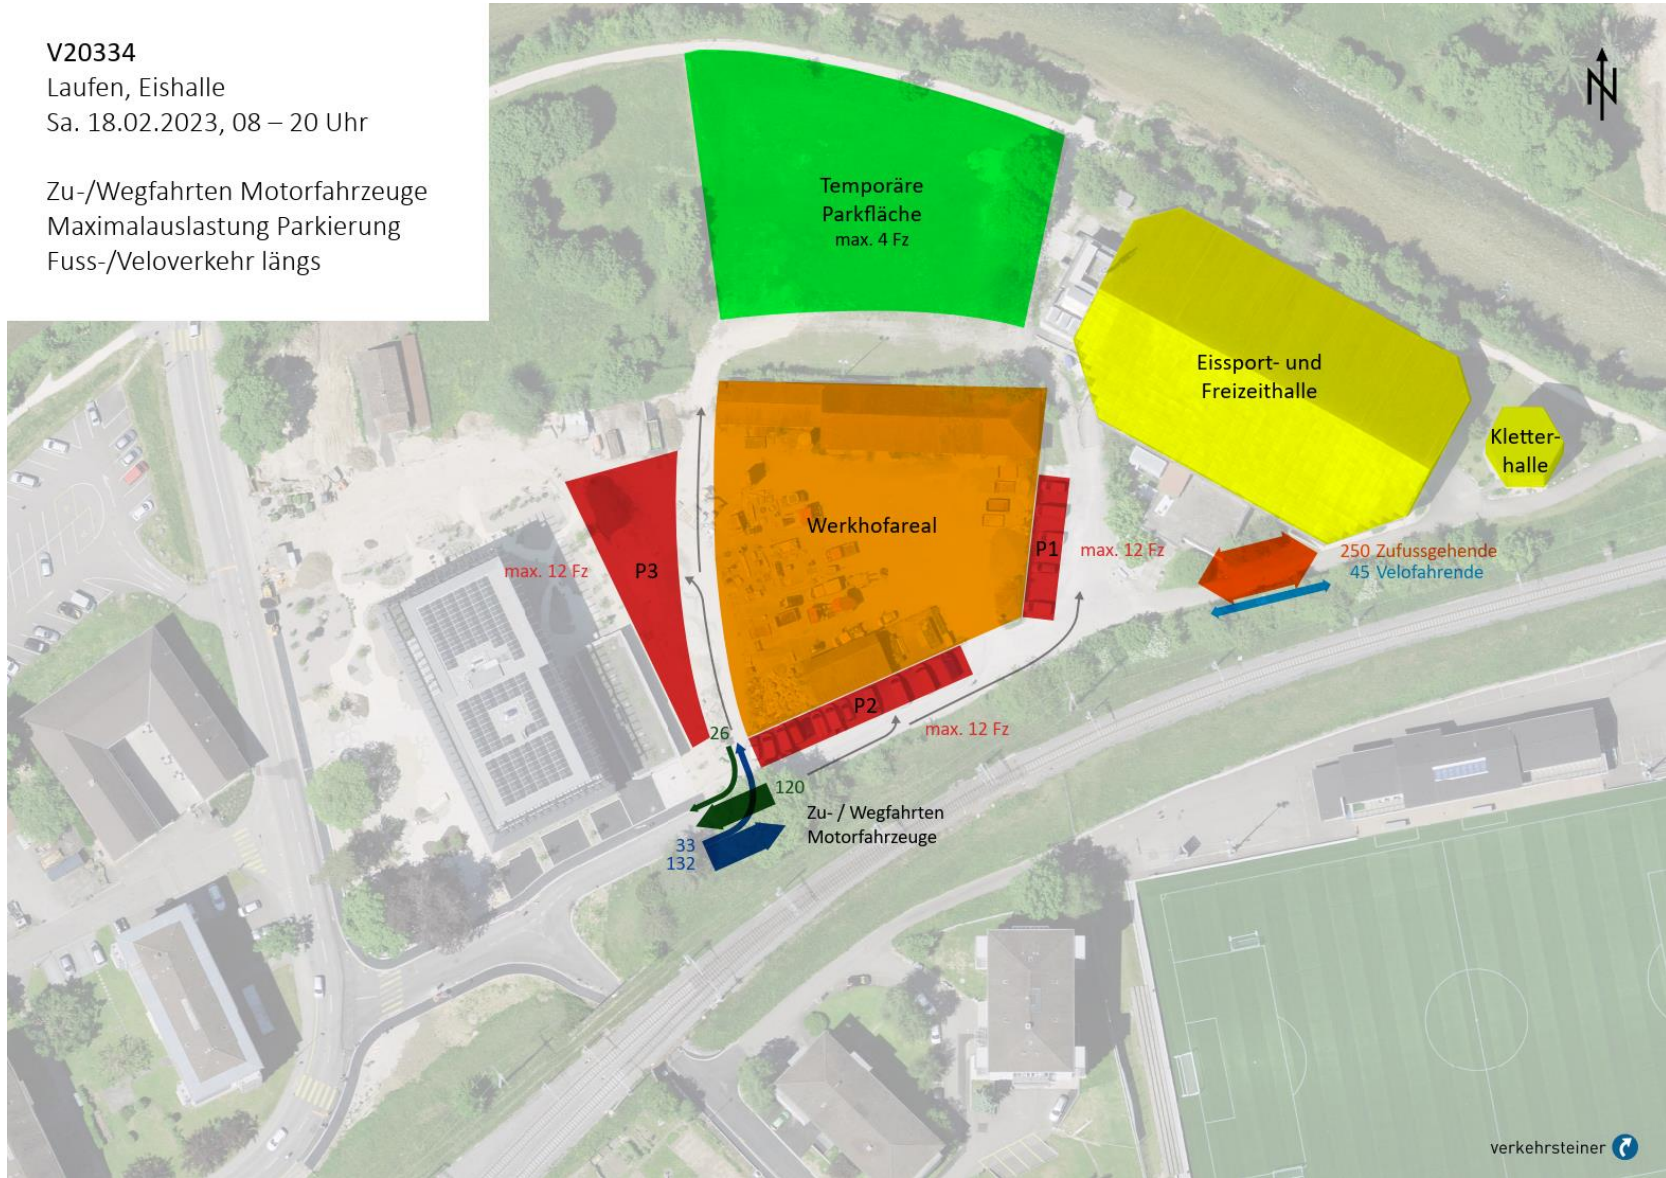 V20334
Laufen, Eishalle
Sa. 18.02.2023, 08 – 20 Uhr
Zu-/Wegfahrten Motorfahrzeuge
Maximalauslastung Parkierung
Fuss-/Veloverkehr längs
N
Temporäre
Parkfläche
max. 4 Fz
Eissport- und
Freizeithalle
Kletter-
halle
Werkhofareal
P1
max. 12 Fz
250 Zufussgehende
45 Velofahrende
max. 12 Fz
P3
P2
max. 12 Fz
26
120
Zu- / Wegfahrten
Motorfahrzeuge
33
132
verkehrsteiner